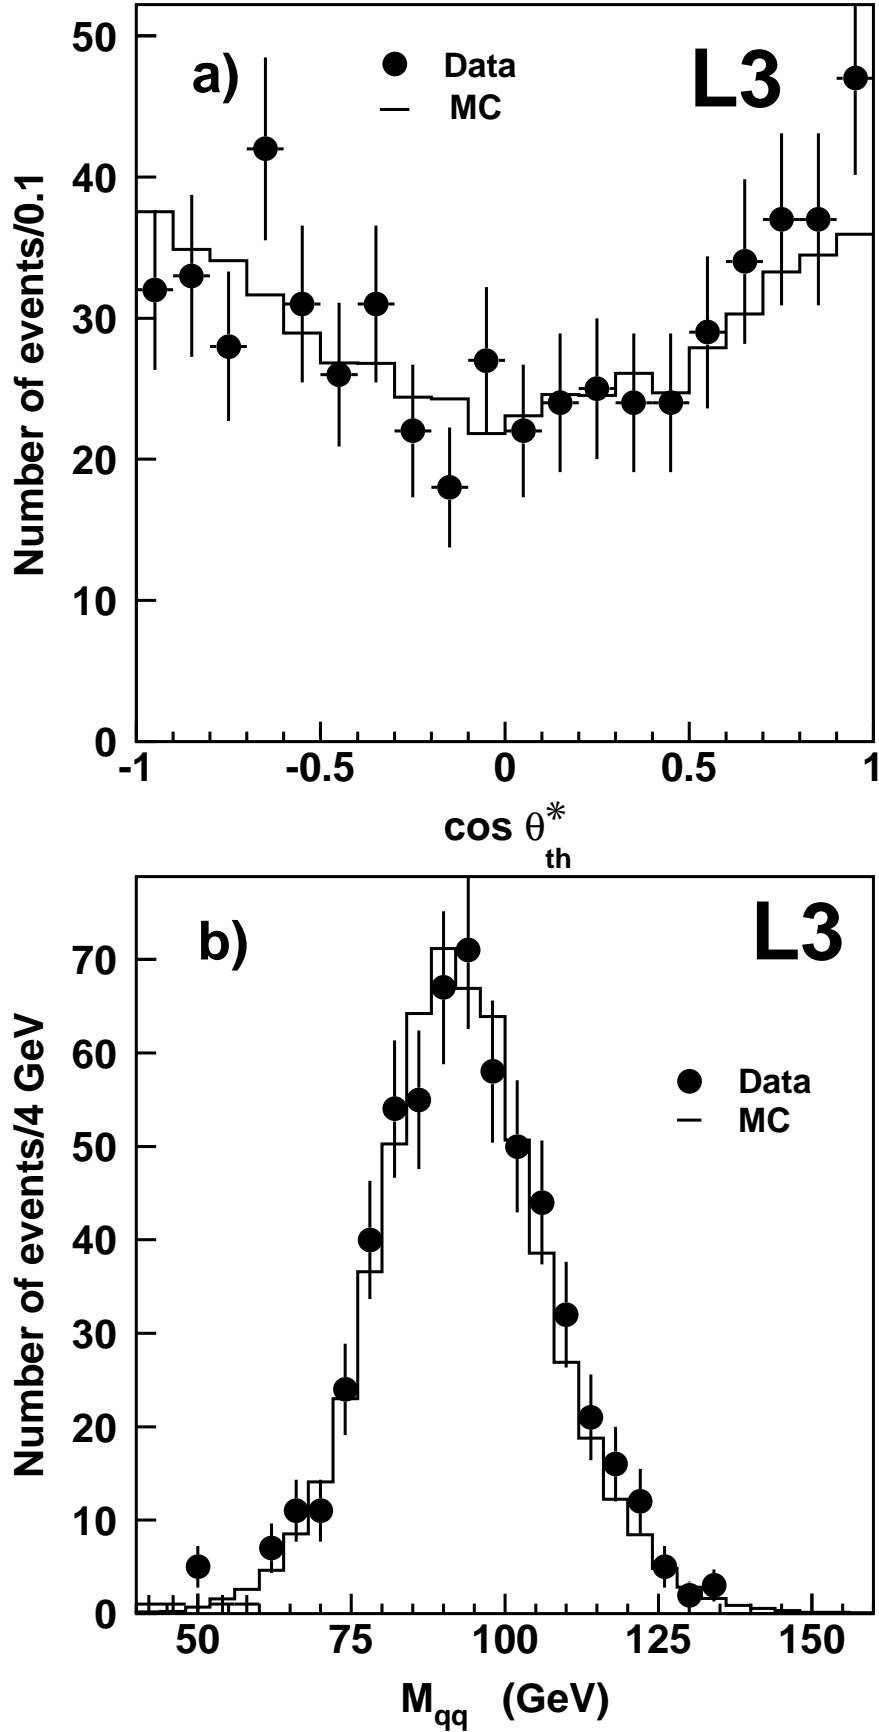 a)
Data
MC
L3
Number of events/0.1
50
40
30
20
10
0
-1 -0.5 0 0.5 1
cos θ*th
b)
L3
Data
MC
Number of events/4 GeV
70
60
50
40
30
20
10
0
50 75 100 125 150
Mqq (GeV)